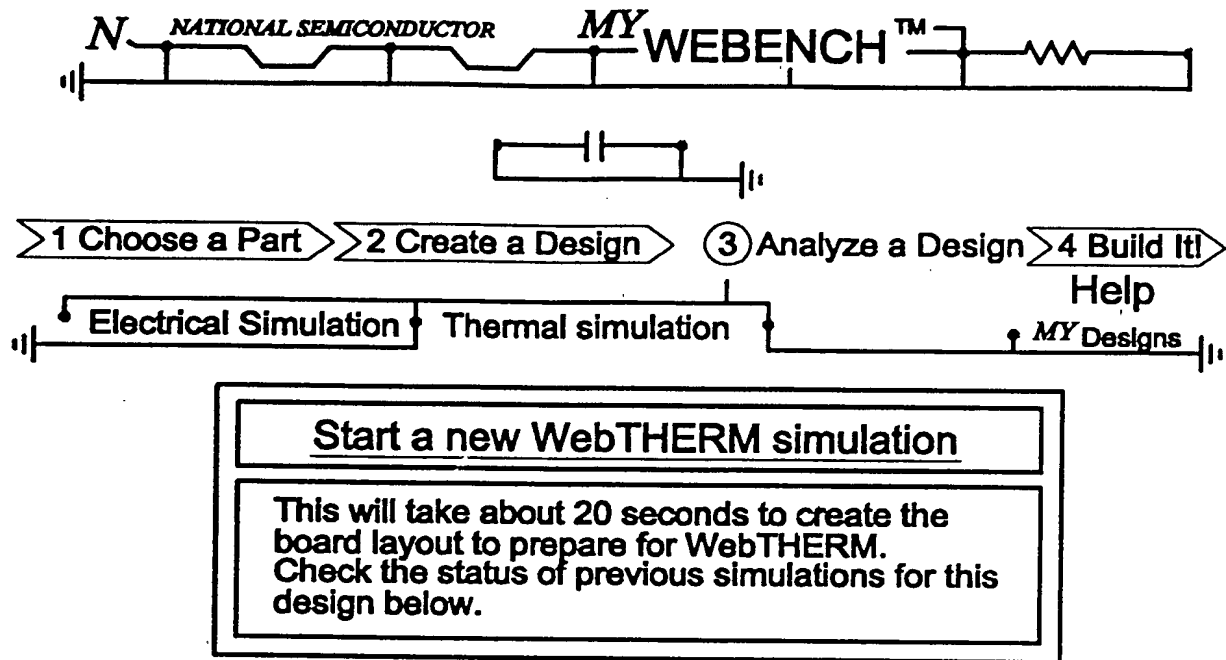 N NATIONAL SEMICONDUCTOR MY WEBENCH™
1 Choose a Part 2 Create a Design 3 Analyze a Design 4 Build It!
Help
Electrical Simulation Thermal simulation
MY Designs
Start a new WebTHERM simulation
This will take about 20 seconds to create the
board layout to prepare for WebTHERM.
Check the status of previous simulations for this
design below.